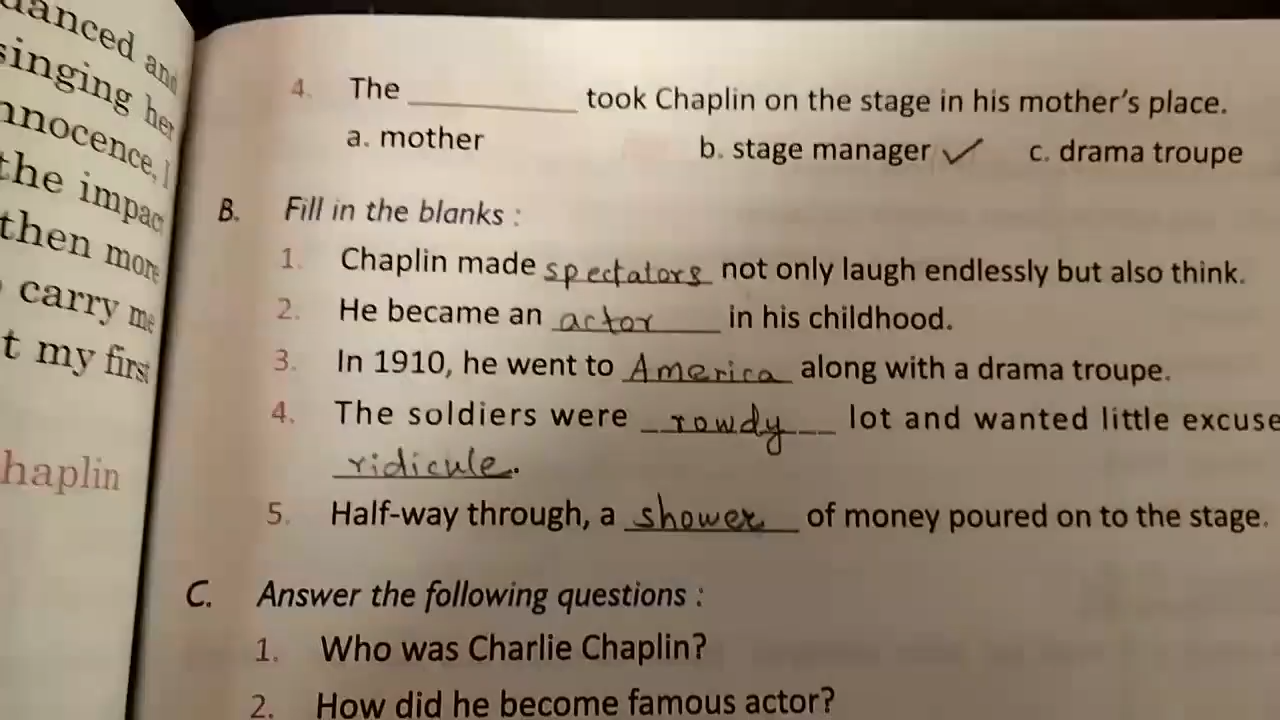 danced and
singing her
innocence, I
the impact
then more
carry me
t my first
haplin
4. The ____________ took Chaplin on the stage in his mother's place.
a. mother b. stage manager ✓ c. drama troupe
B. Fill in the blanks :
1. Chaplin made spectators not only laugh endlessly but also think.
2. He became an actor in his childhood.
3. In 1910, he went to America along with a drama troupe.
4. The soldiers were rowdy lot and wanted little excuse
ridicule.
5. Half-way through, a shower of money poured on to the stage.
C. Answer the following questions :
1. Who was Charlie Chaplin?
2. How did he become famous actor?